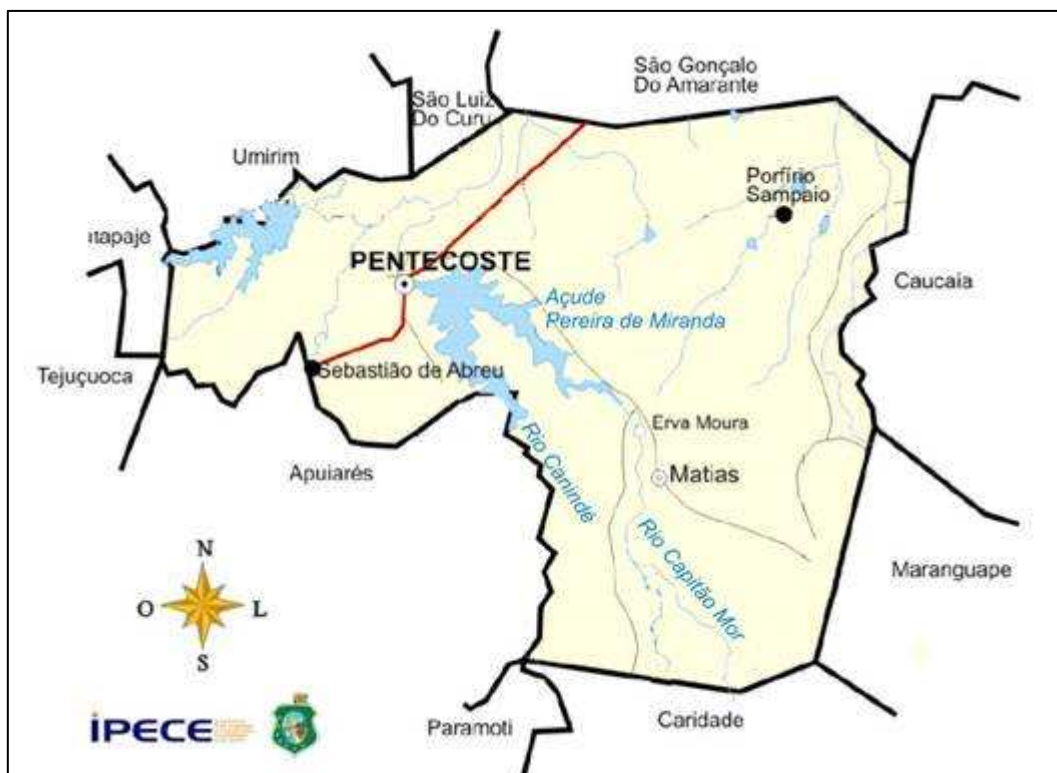 São Gonçalo
Do Amarante
São Luiz
Do Curu
Umirim
Porfírio
Sampaio
PENTECOSTE
Caucaia
Açude
Pereira de Miranda
Tejuçuoca
Sebastião de Abreu
Erva Moura
Apuiarés
Rio Canindé
Matias
Rio Capitão Mor
Maranguape
N
O
L
S
Paramoti
Caridade
IPECE